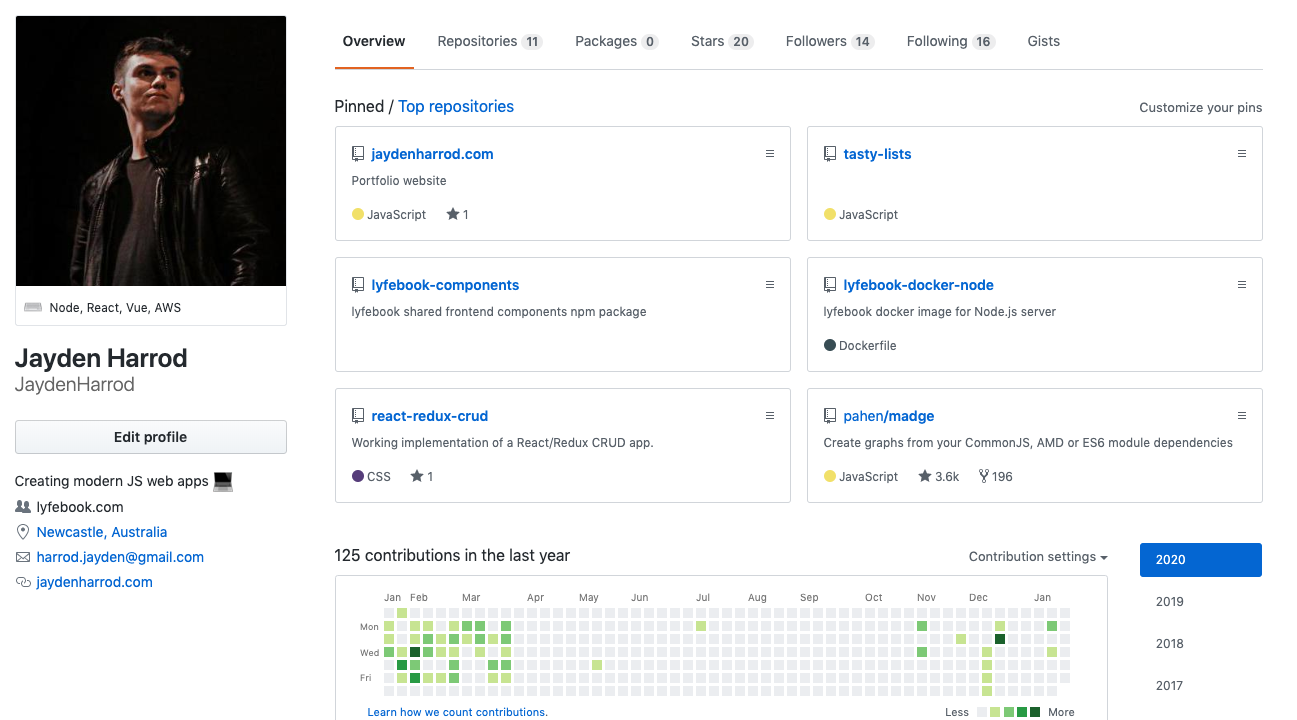 Overview Repositories 11 Packages 0 Stars 20 Followers 14 Following 16 Gists
Node, React, Vue, AWS
Jayden Harrod
JaydenHarrod
Edit profile
Creating modern JS web apps
lyfebook.com
Newcastle, Australia
harrod.jayden@gmail.com
jaydenharrod.com
Pinned / Top repositories
Customize your pins
jaydenharrod.com
Portfolio website
JavaScript 1
tasty-lists
JavaScript
lyfebook-components
lyfebook shared frontend components npm package
lyfebook-docker-node
lyfebook docker image for Node.js server
Dockerfile
react-redux-crud
Working implementation of a React/Redux CRUD app.
CSS 1
pahen/madge
Create graphs from your CommonJS, AMD or ES6 module dependencies
JavaScript 3.6k 196
125 contributions in the last year
Contribution settings
Jan Feb Mar Apr May Jun Jul Aug Sep Oct Nov Dec Jan
Mon
Wed
Fri
Learn how we count contributions.
Less More
2020
2019
2018
2017